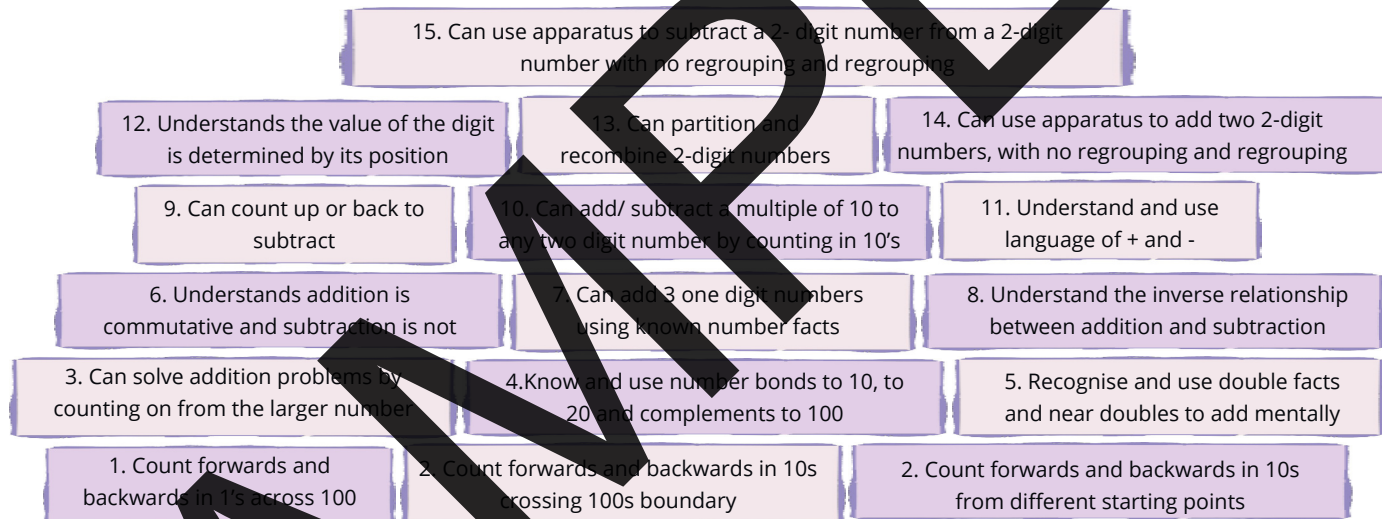 15. Can use apparatus to subtract a 2- digit number from a 2-digit
number with no regrouping and regrouping
12. Understands the value of the digit
is determined by its position
13. Can partition and
recombine 2-digit numbers
14. Can use apparatus to add two 2-digit
numbers, with no regrouping and regrouping
9. Can count up or back to
subtract
10. Can add/ subtract a multiple of 10 to
any two digit number by counting in 10’s
11. Understand and use
language of + and -
6. Understands addition is
commutative and subtraction is not
7. Can add 3 one digit numbers
using known number facts
8. Understand the inverse relationship
between addition and subtraction
3. Can solve addition problems by
counting on from the larger number
4.Know and use number bonds to 10, to
20 and complements to 100
5. Recognise and use double facts
and near doubles to add mentally
1. Count forwards and
backwards in 1’s across 100
2. Count forwards and backwards in 10s
crossing 100s boundary
2. Count forwards and backwards in 10s
from different starting points